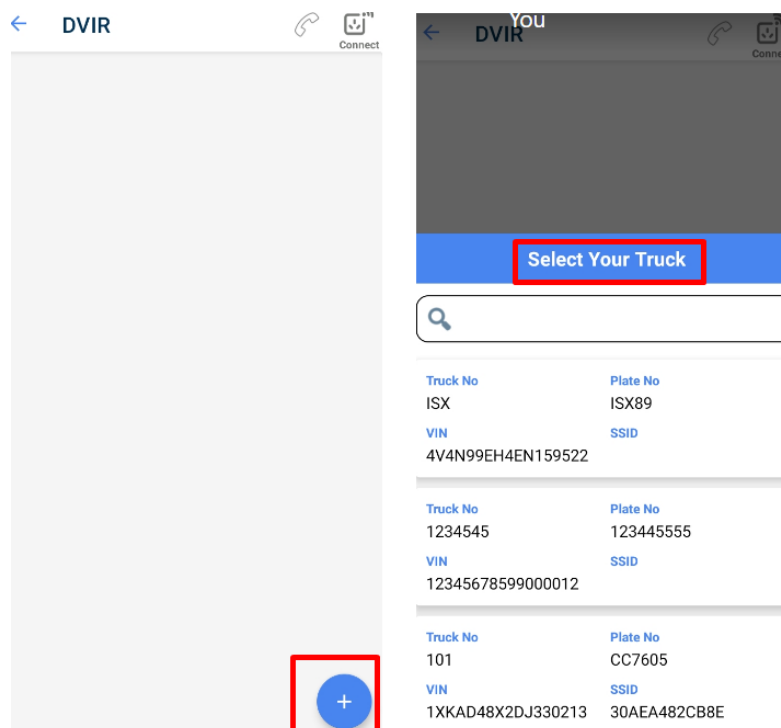 DVIR
Connect
+
You
DVIR
Conne
Select Your Truck
Truck No Plate No
ISX ISX89
VIN SSID
4V4N99EH4EN159522
Truck No Plate No
1234545 123445555
VIN SSID
12345678599000012
Truck No Plate No
101 CC7605
VIN SSID
1XKAD48X2DJ330213 30AEA482CB8E